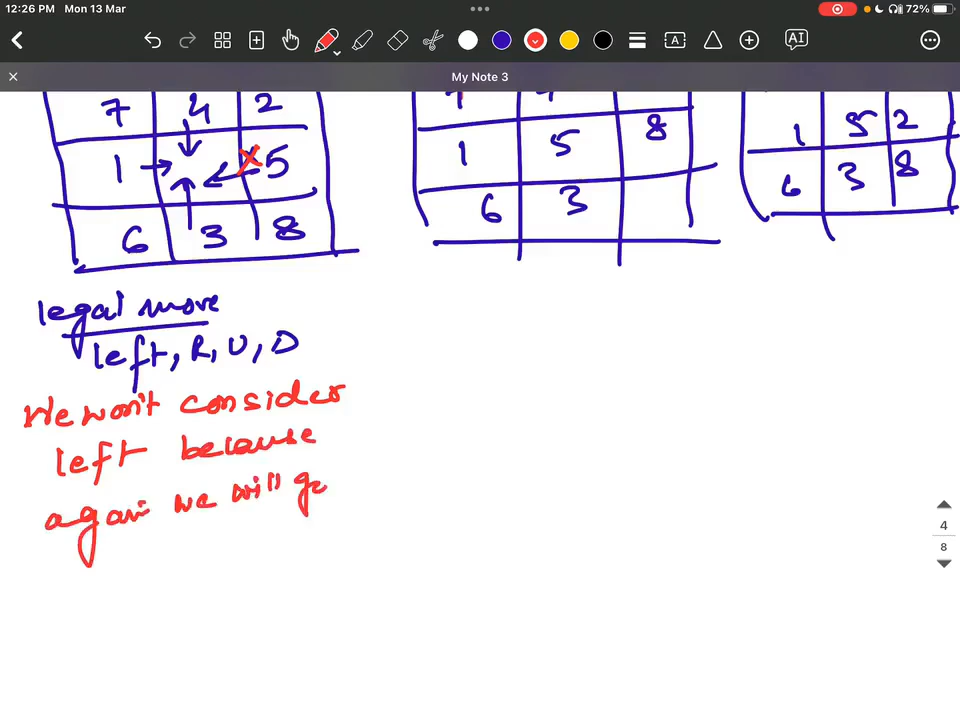 12:26 PM Mon 13 Mar 72%
AI
A
My Note 3
7 4 2
1 5
6 3 8
1 5 8
6 3
1 5 2
6 3 8
legal move
left, R, U, D
We won't consider
left because
again we will go
4
8